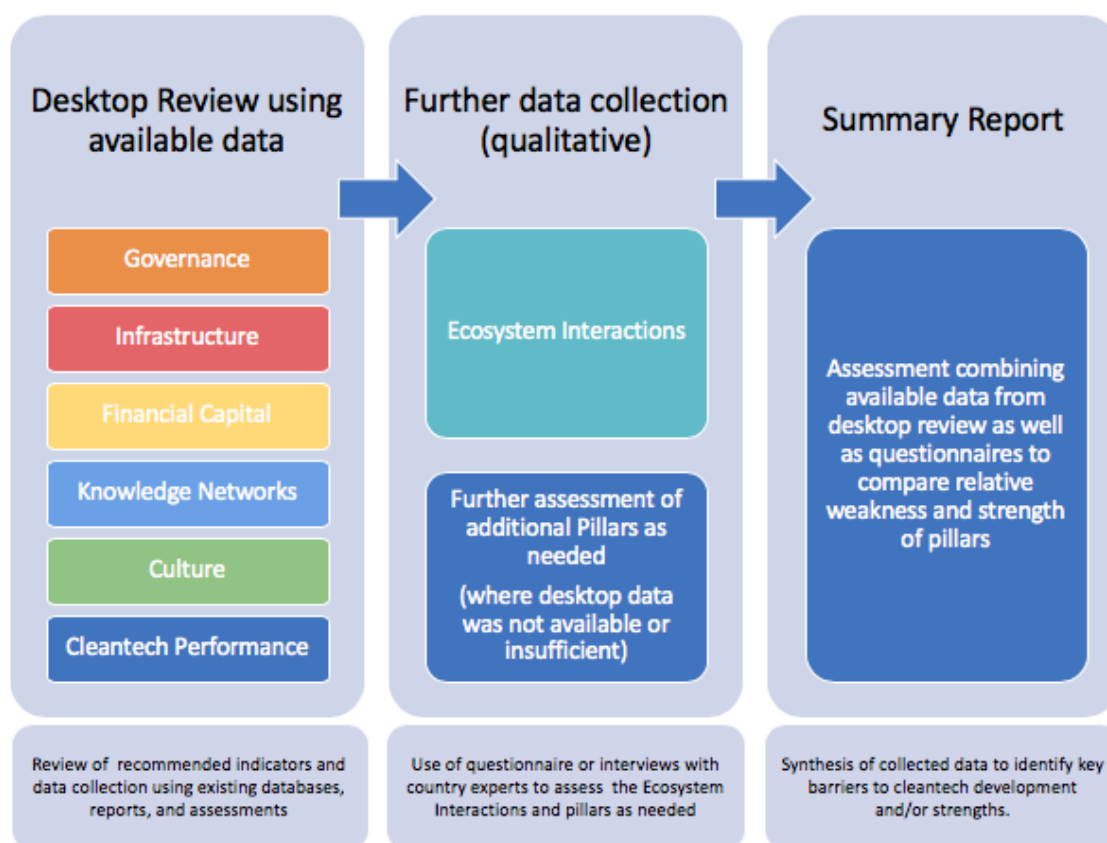 Desktop Review using
available data
Governance
Infrastructure
Financial Capital
Knowledge Networks
Culture
Cleantech Performance
Review of recommended indicators and
data collection using existing databases,
reports, and assessments
Further data collection
(qualitative)
Ecosystem Interactions
Further assessment of
additional Pillars as
needed
(where desktop data
was not available or
insufficient)
Use of questionnaire or interviews with
country experts to assess the Ecosystem
Interactions and pillars as needed
Summary Report
Assessment combining
available data from
desktop review as well
as questionnaires to
compare relative
weakness and strength
of pillars
Synthesis of collected data to identify key
barriers to cleantech development
and/or strengths.